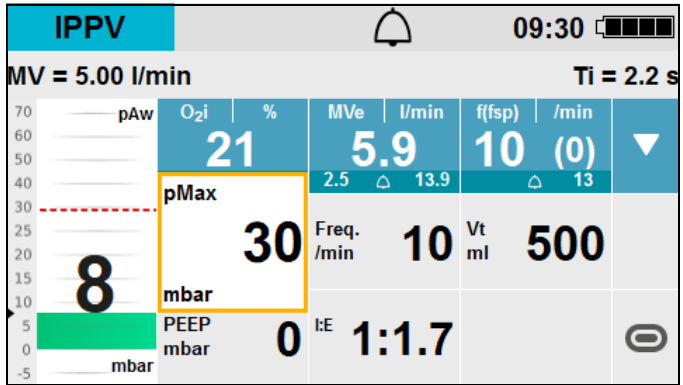 IPPV 09:30
MV = 5.00 l/min Ti = 2.2 s
pAw
70
60
50
40
30
25
20
15
10
5
0
-5
8
mbar
O₂i %
21
MVe l/min
5.9
2.5 13.9
f(fsp) /min
10 (0)
13
pMax
30
mbar
Freq.
/min
10
Vt
ml
500
PEEP
mbar
0
I:E
1:1.7